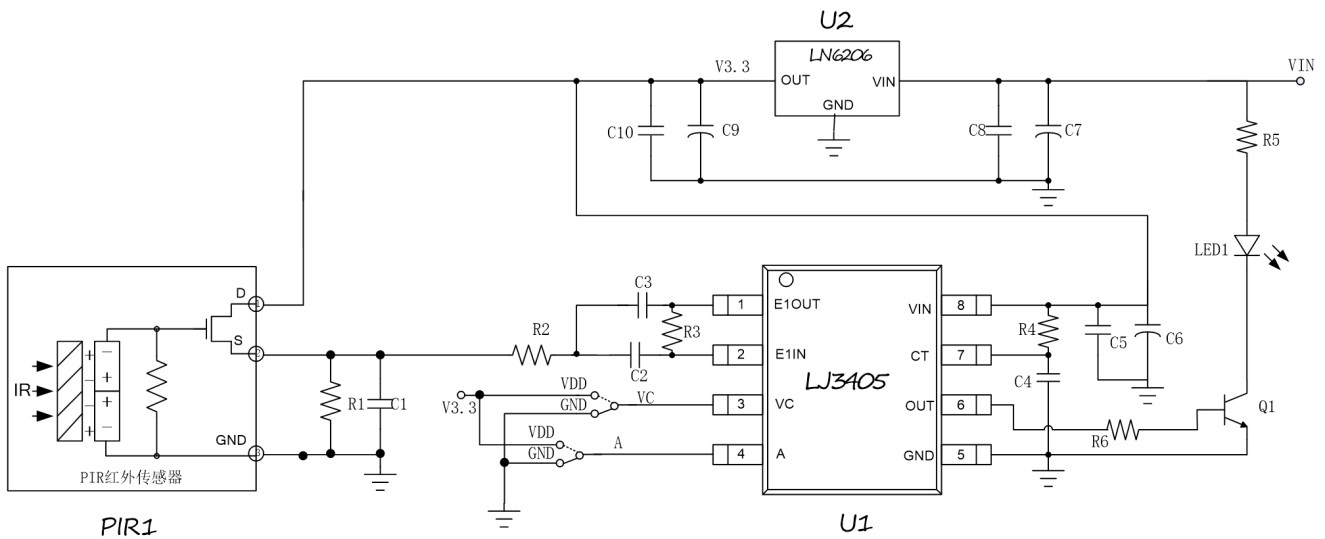 U2
LN6206
V3.3
OUT
VIN
GND
VIN
C10
C9
C8
C7
R5
LED1
D
1
S
2
IR
+
−
−
+
+
−
+
GND
3
PIR红外传感器
PIR1
R1
C1
R2
C3
R3
C2
V3.3
VDD
GND
VC
VDD
GND
A
1
E1OUT
2
E1IN
3
VC
4
A
LJ3405
VIN
8
CT
7
OUT
6
GND
5
U1
R4
C5
C6
C4
R6
Q1